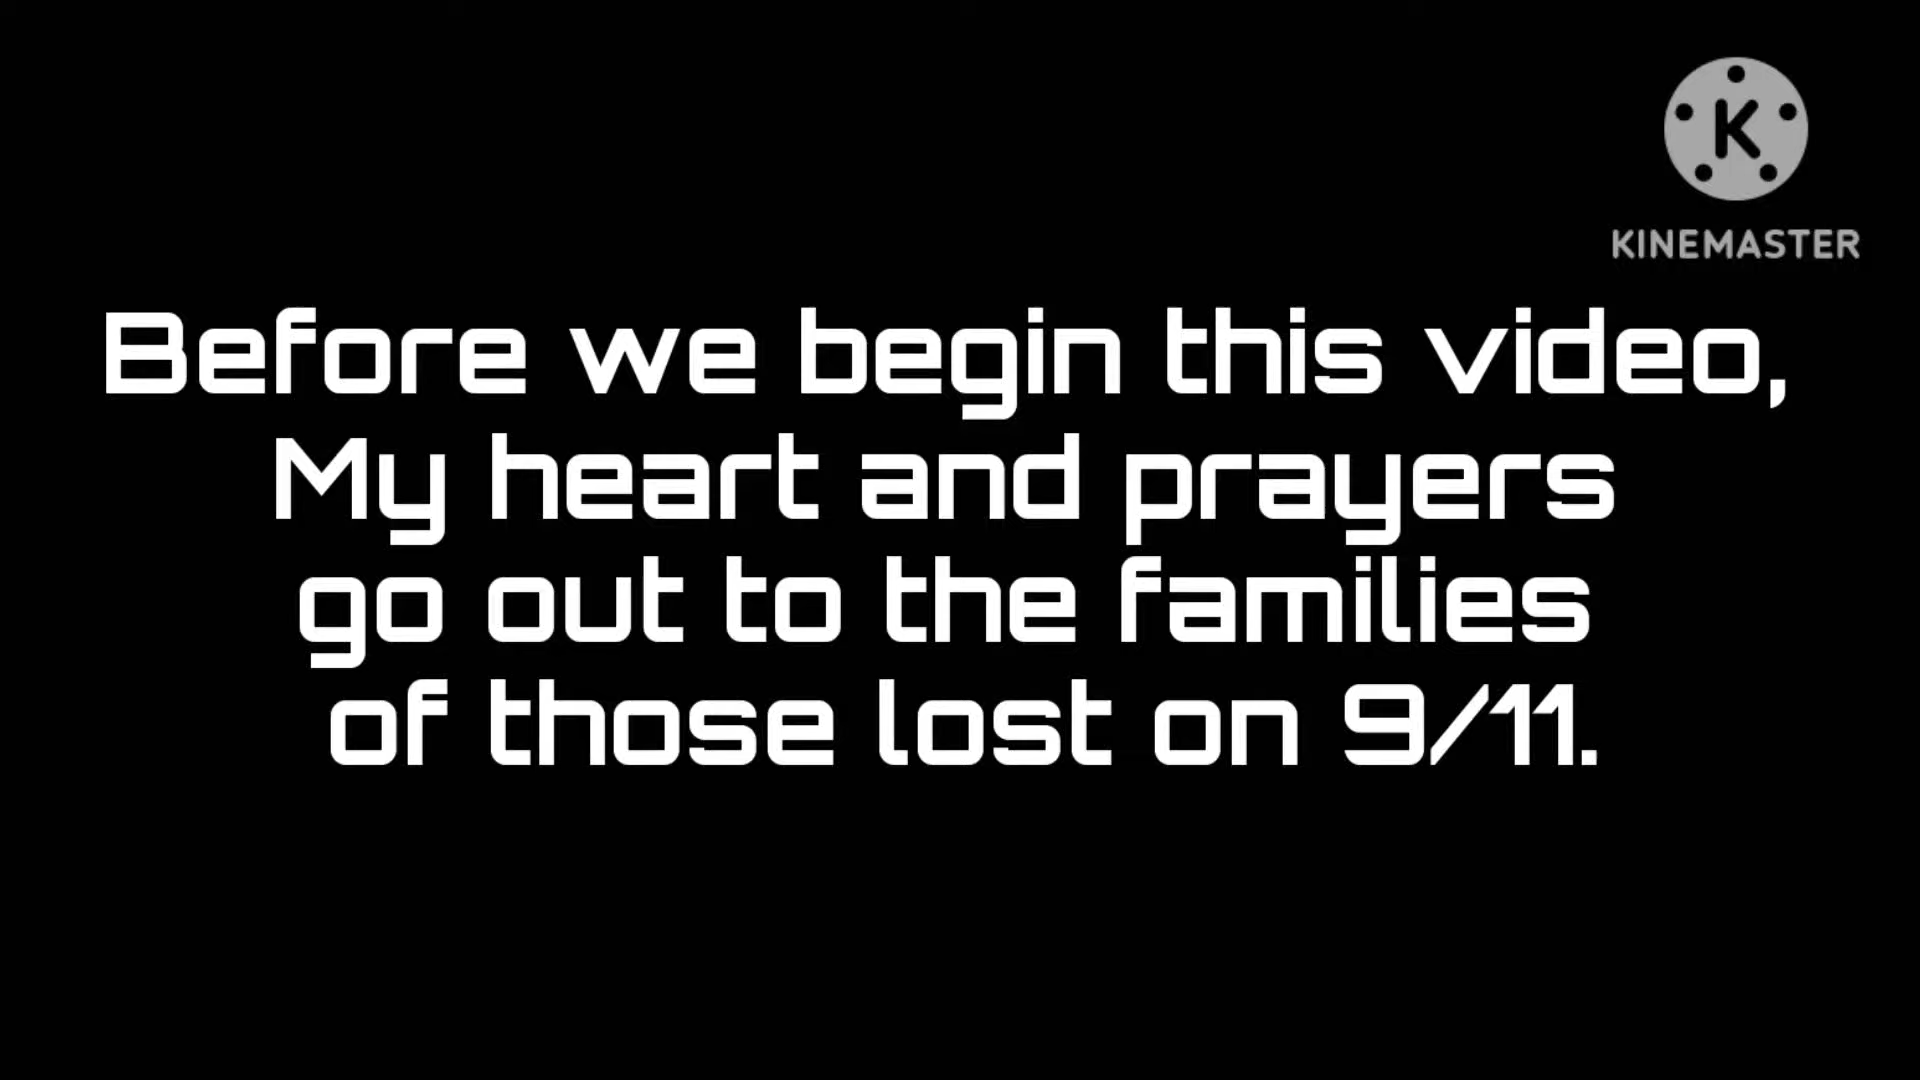 K
KINEMASTER
Before we begin this video,
My heart and prayers
go out to the families
of those lost on 9/11.